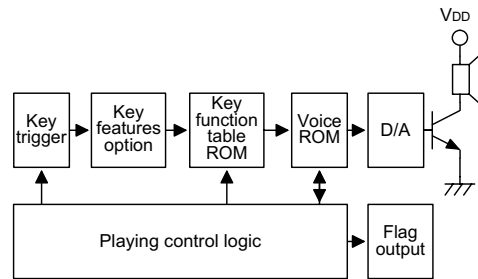 VDD
Key
trigger
Key
features
option
Key
function
table
ROM
Voice
ROM
D/A
Playing control logic
Flag
output